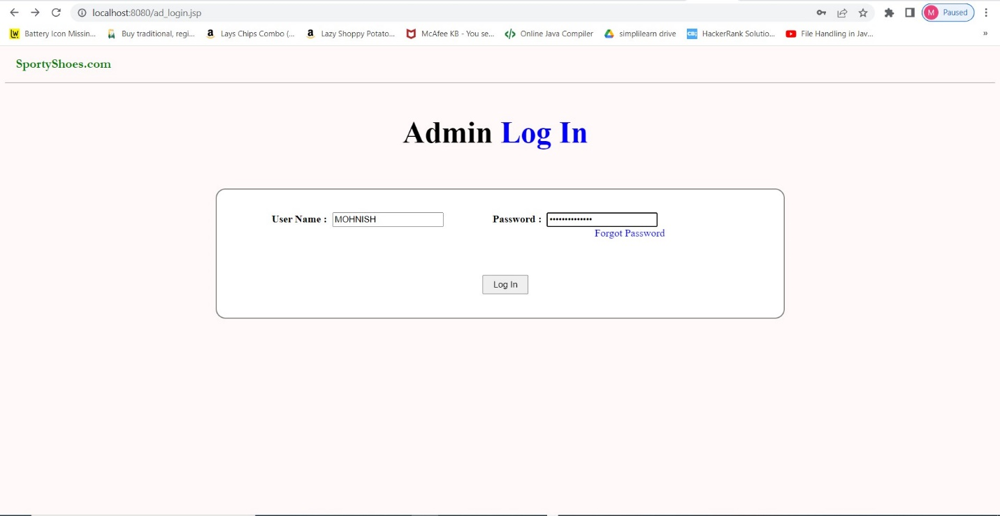 localhost:8080/ad_login.jsp
M Paused
LW Battery Icon Missin... Buy traditional, regi... a Lays Chips Combo (... a Lazy Shoppy Potato... McAfee KB - You se... </> Online Java Compiler simplilearn drive CB; HackerRank Solutio... File Handling in Jav... »
SportyShoes.com
Admin Log In
User Name : MOHNISH Password : ••••••••••••••
Forgot Password
Log In